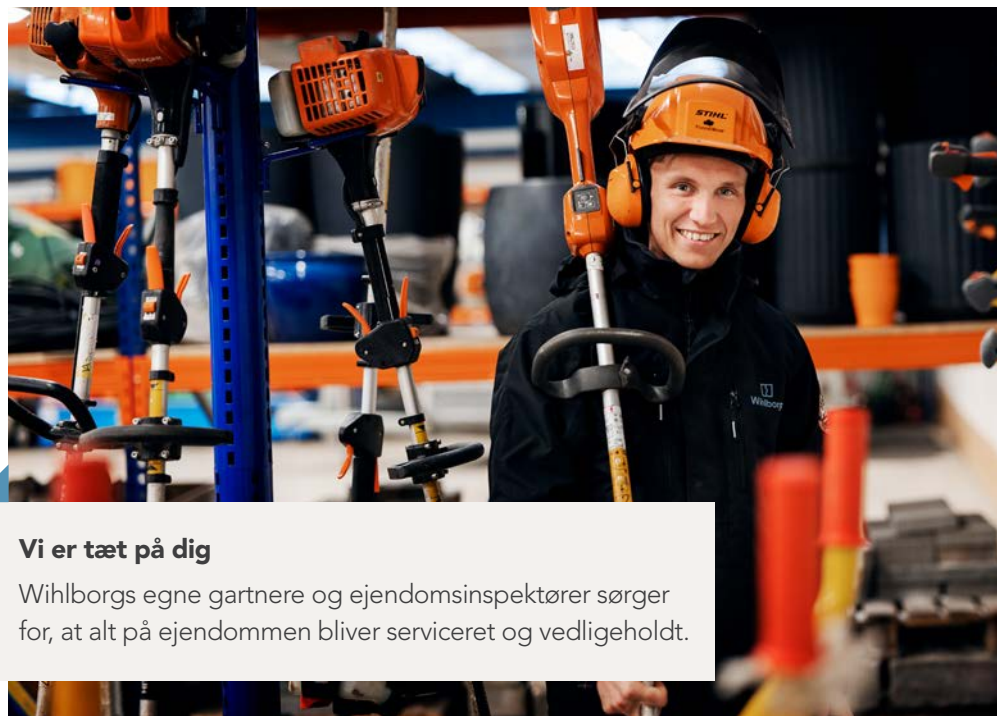 HITACHI
STIHL
Wihlborgs
Vi er tæt på dig
Wihlborgs egne gartnere og ejendomsinspektører sørger
for, at alt på ejendommen bliver serviceret og vedligeholdt.